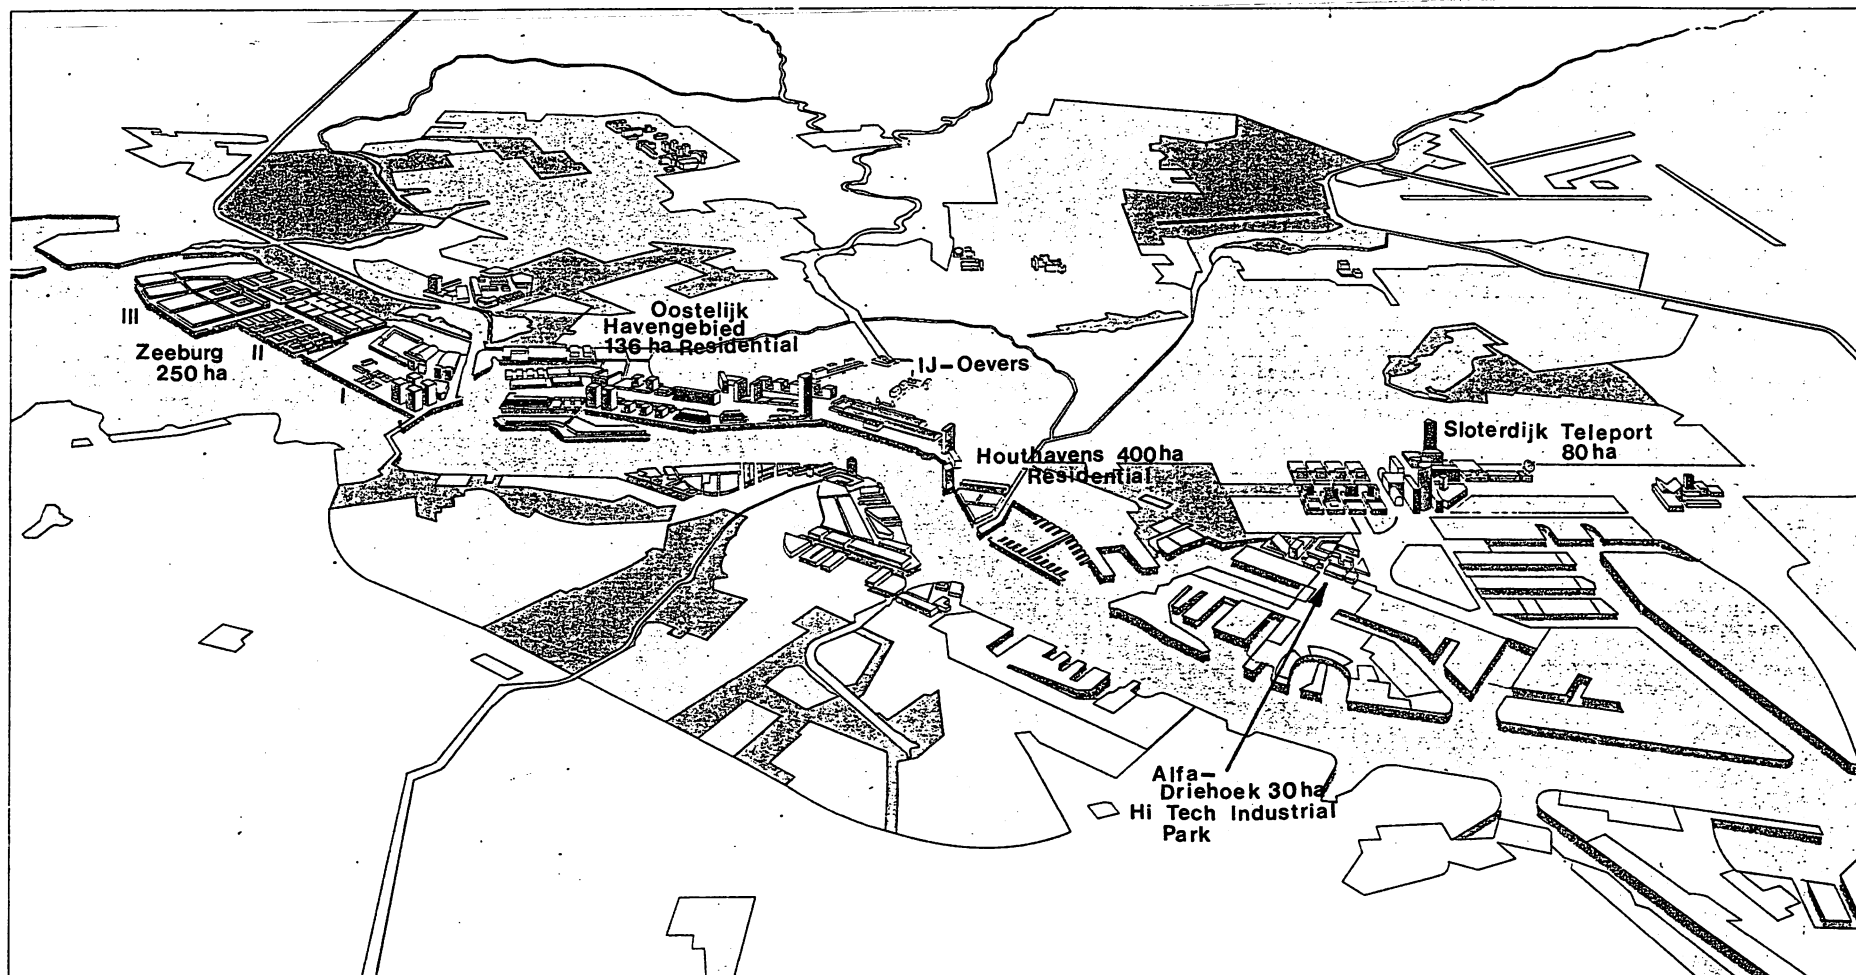 Oostelijk
Havengebied
136 ha Residential
III
Zeeburg II
250 ha
I
IJ-Oevers
Houthavens 400 ha
Residential
Sloterdijk Teleport
80 ha
Alfa-
Driehoek 30 ha
Hi Tech Industrial
Park